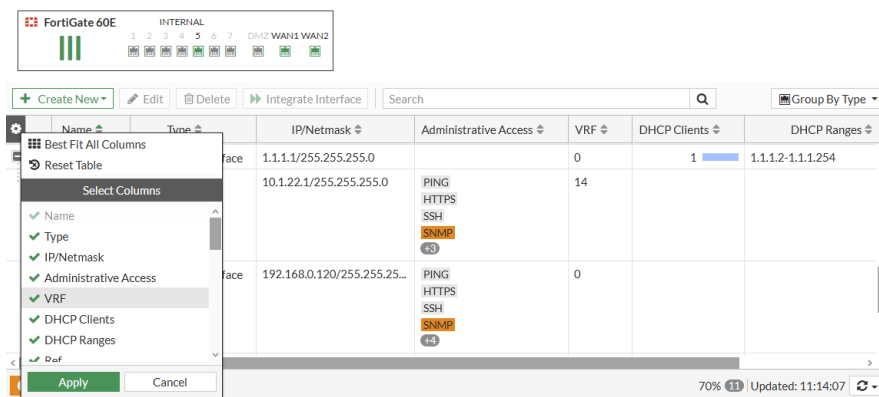 FortiGate 60E
INTERNAL
1 2 3 4 5 6 7 DMZ WAN1 WAN2
Create New Edit Delete Integrate Interface Search Group By Type
Name Type IP/Netmask Administrative Access VRF DHCP Clients DHCP Ranges
Best Fit All Columns
face 1.1.1.1/255.255.255.0 0 1 1.1.1.2-1.1.1.254
Reset Table
10.1.22.1/255.255.255.0 PING 14
Select Columns
HTTPS
Name
SSH
Type
SNMP
+3
IP/Netmask
face 192.168.0.120/255.255.25... PING 0
Administrative Access
HTTPS
VRF
SSH
DHCP Clients
SNMP
DHCP Ranges
+4
Ref
Apply Cancel
70% 11 Updated: 11:14:07